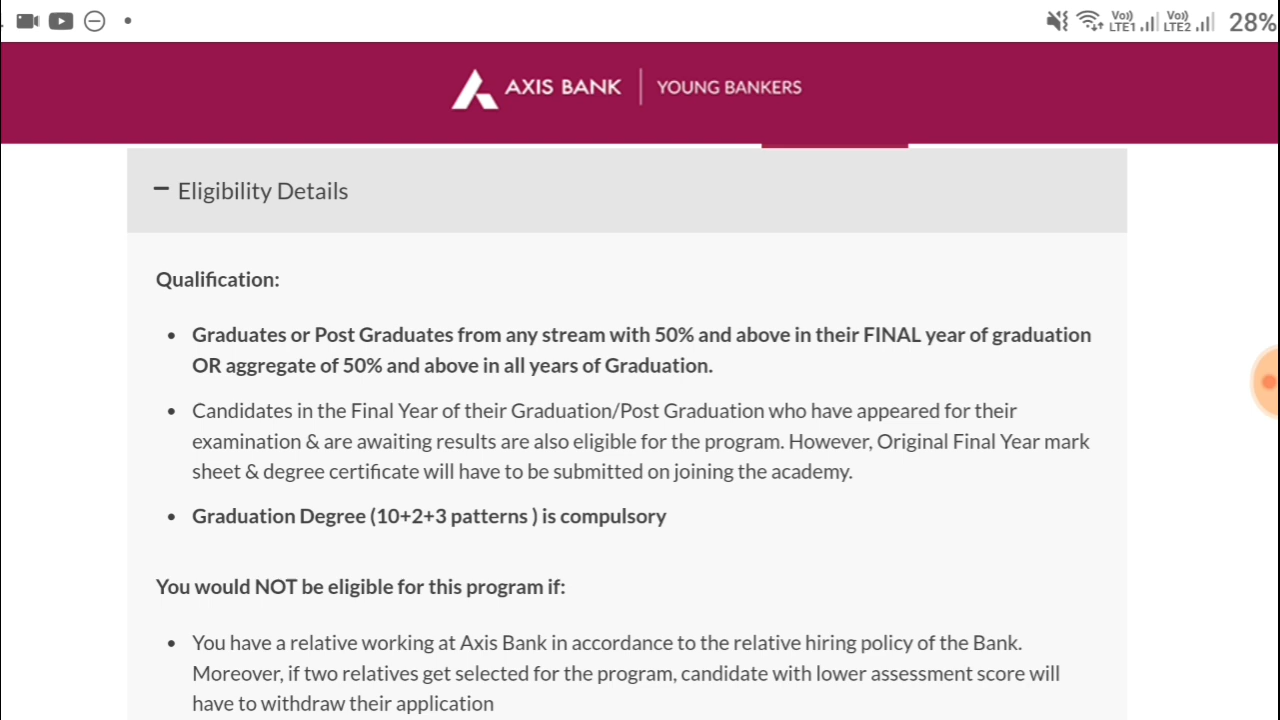 Vo)) LTE1 Vo)) LTE2 28%
AXIS BANK | YOUNG BANKERS
− Eligibility Details
Qualification:
• Graduates or Post Graduates from any stream with 50% and above in their FINAL year of graduation
OR aggregate of 50% and above in all years of Graduation.
• Candidates in the Final Year of their Graduation/Post Graduation who have appeared for their
examination & are awaiting results are also eligible for the program. However, Original Final Year mark
sheet & degree certificate will have to be submitted on joining the academy.
• Graduation Degree (10+2+3 patterns ) is compulsory
You would NOT be eligible for this program if:
• You have a relative working at Axis Bank in accordance to the relative hiring policy of the Bank.
Moreover, if two relatives get selected for the program, candidate with lower assessment score will
have to withdraw their application